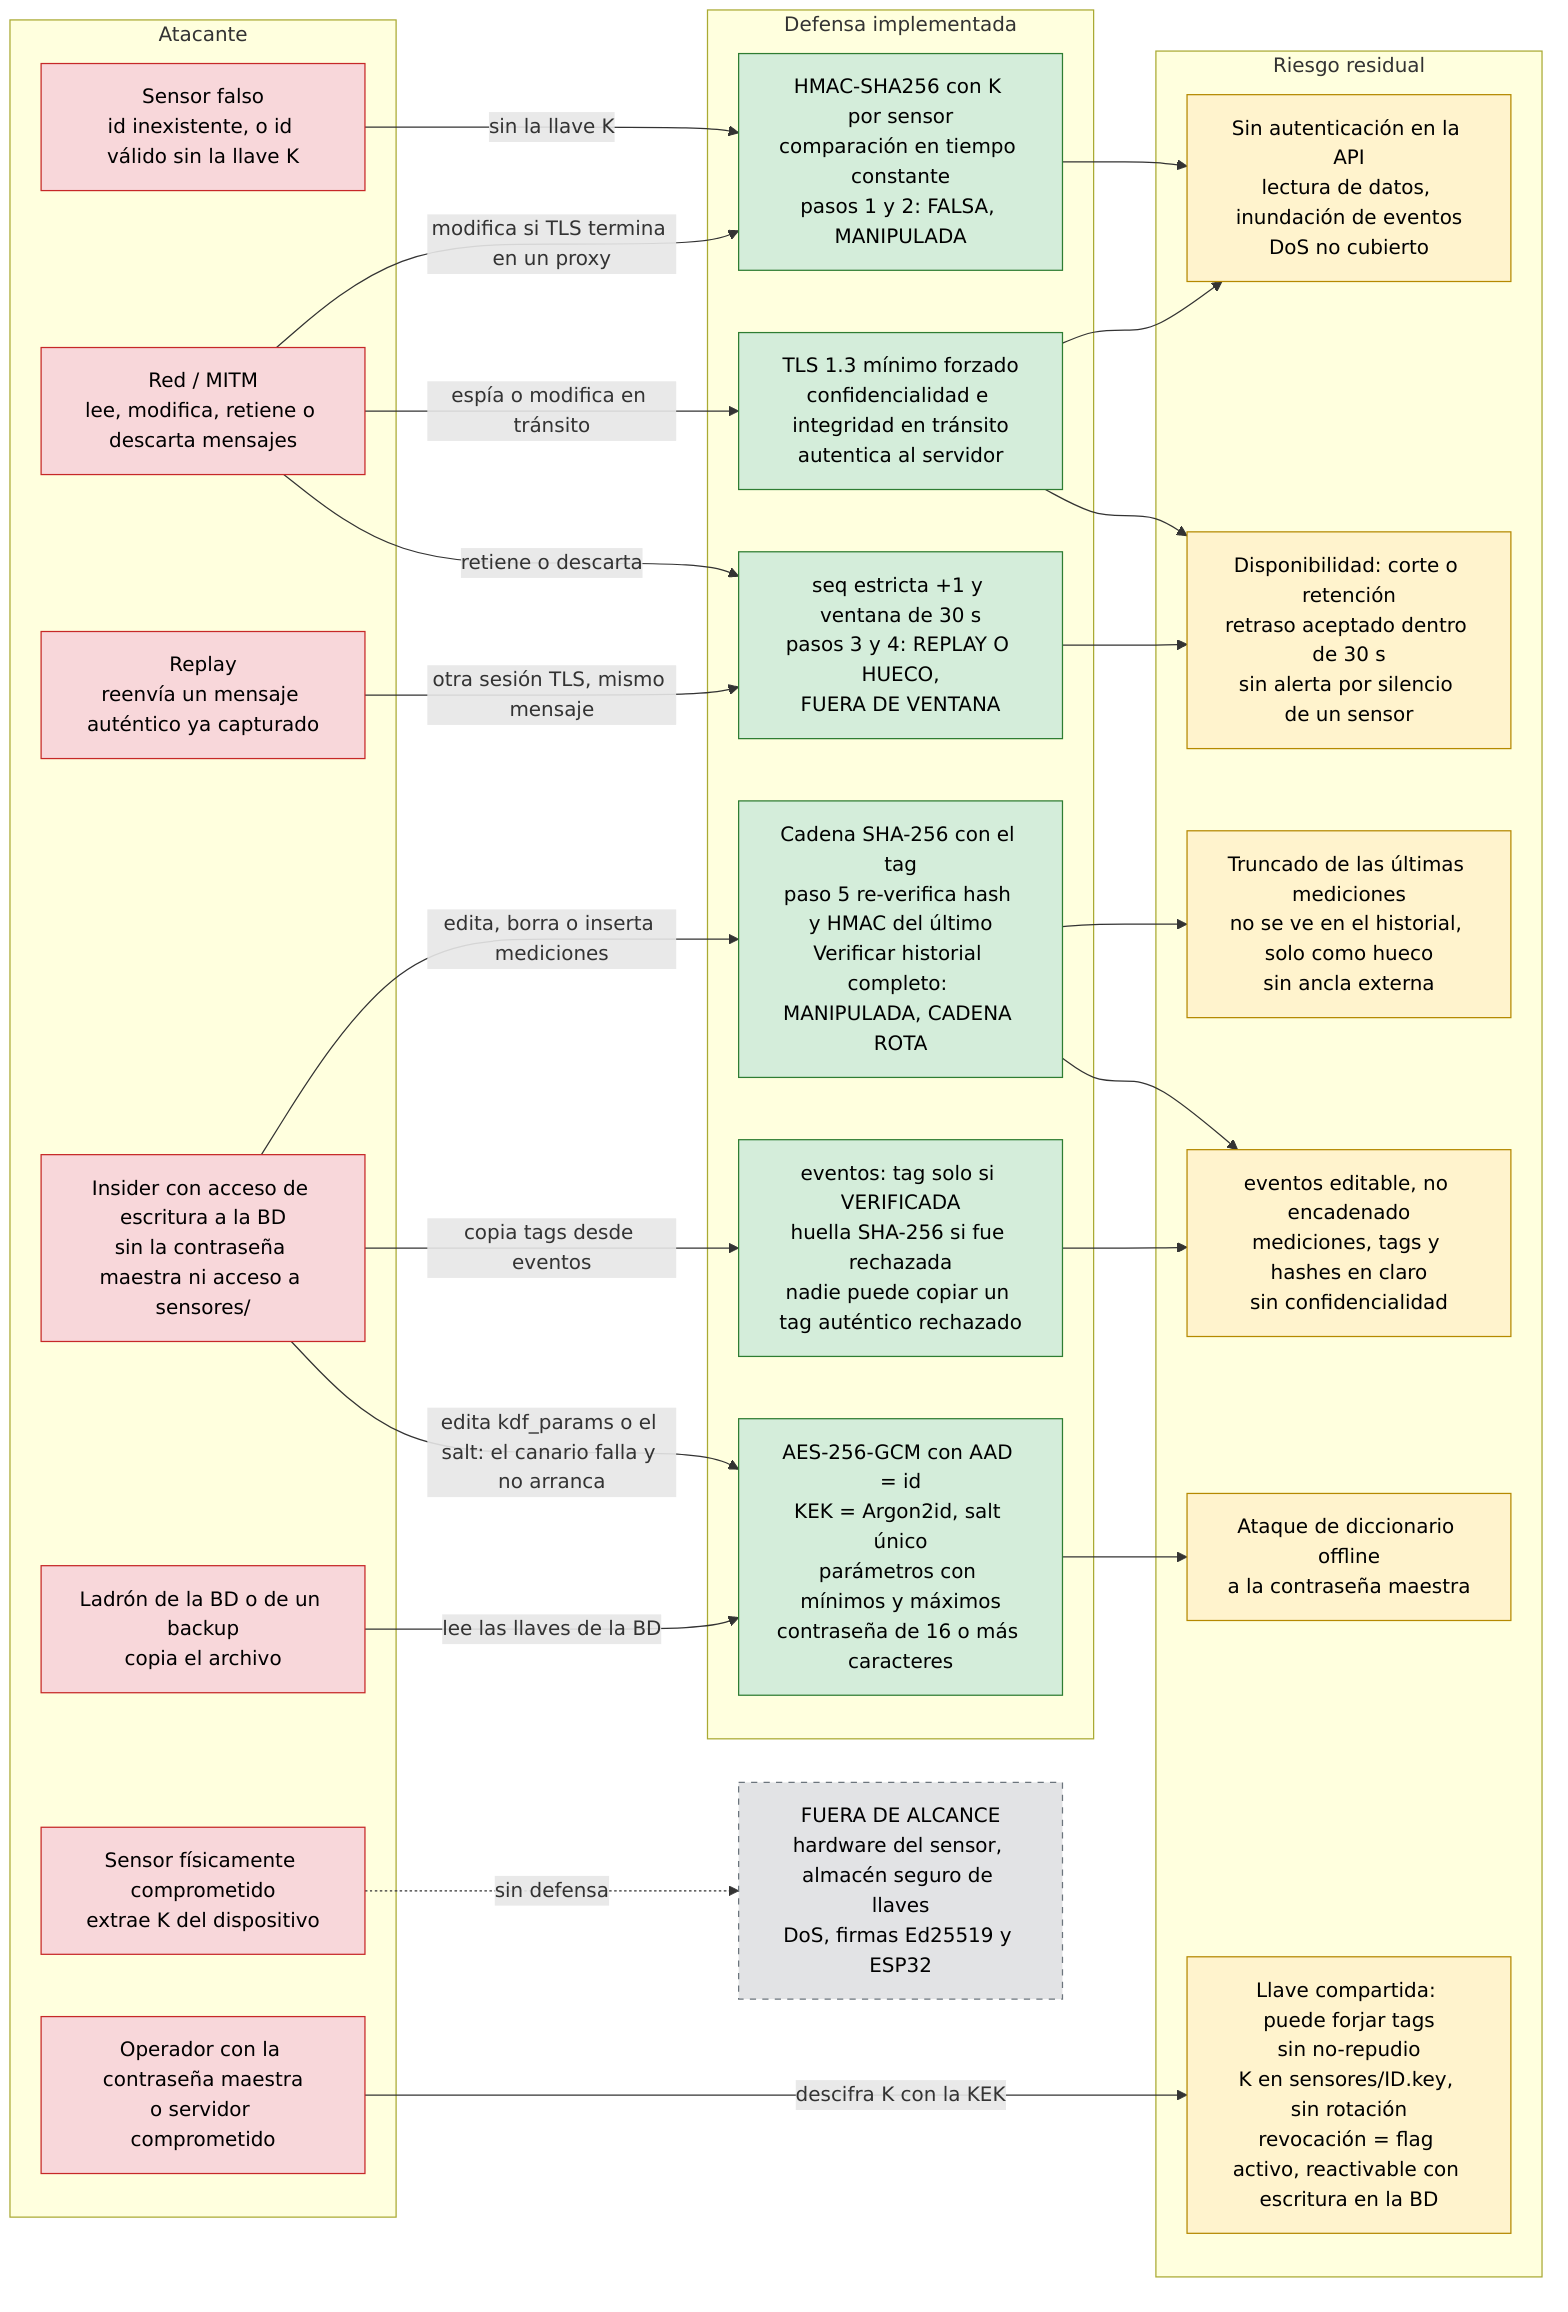 Atacante
Sensor falso
id inexistente, o id
válido sin la llave K
Red / MITM
lee, modifica, retiene o
descarta mensajes
Replay
reenvía un mensaje
auténtico ya capturado
Insider con acceso de
escritura a la BD
sin la contraseña
maestra ni acceso a
sensores/
Ladrón de la BD o de un
backup
copia el archivo
Sensor físicamente
comprometido
extrae K del dispositivo
Operador con la
contraseña maestra
o servidor
comprometido
sin la llave K
modifica si TLS termina
en un proxy
espía o modifica en
tránsito
retiene o descarta
otra sesión TLS, mismo
mensaje
edita, borra o inserta
mediciones
copia tags desde
eventos
edita kdf_params o el
salt: el canario falla y
no arranca
lee las llaves de la BD
sin defensa
descifra K con la KEK
Defensa implementada
HMAC-SHA256 con K
por sensor
comparación en tiempo
constante
pasos 1 y 2: FALSA,
MANIPULADA
TLS 1.3 mínimo forzado
confidencialidad e
integridad en tránsito
autentica al servidor
seq estricta +1 y
ventana de 30 s
pasos 3 y 4: REPLAY O
HUECO,
FUERA DE VENTANA
Cadena SHA-256 con el
tag
paso 5 re-verifica hash
y HMAC del último
Verificar historial
completo:
MANIPULADA, CADENA
ROTA
eventos: tag solo si
VERIFICADA
huella SHA-256 si fue
rechazada
nadie puede copiar un
tag auténtico rechazado
AES-256-GCM con AAD
= id
KEK = Argon2id, salt
único
parámetros con
mínimos y máximos
contraseña de 16 o más
caracteres
FUERA DE ALCANCE
hardware del sensor,
almacén seguro de
llaves
DoS, firmas Ed25519 y
ESP32
Riesgo residual
Sin autenticación en la
API
lectura de datos,
inundación de eventos
DoS no cubierto
Disponibilidad: corte o
retención
retraso aceptado dentro
de 30 s
sin alerta por silencio
de un sensor
Truncado de las últimas
mediciones
no se ve en el historial,
solo como hueco
sin ancla externa
eventos editable, no
encadenado
mediciones, tags y
hashes en claro
sin confidencialidad
Ataque de diccionario
offline
a la contraseña maestra
Llave compartida:
puede forjar tags
sin no-repudio
K en sensores/ID.key,
sin rotación
revocación = flag
activo, reactivable con
escritura en la BD